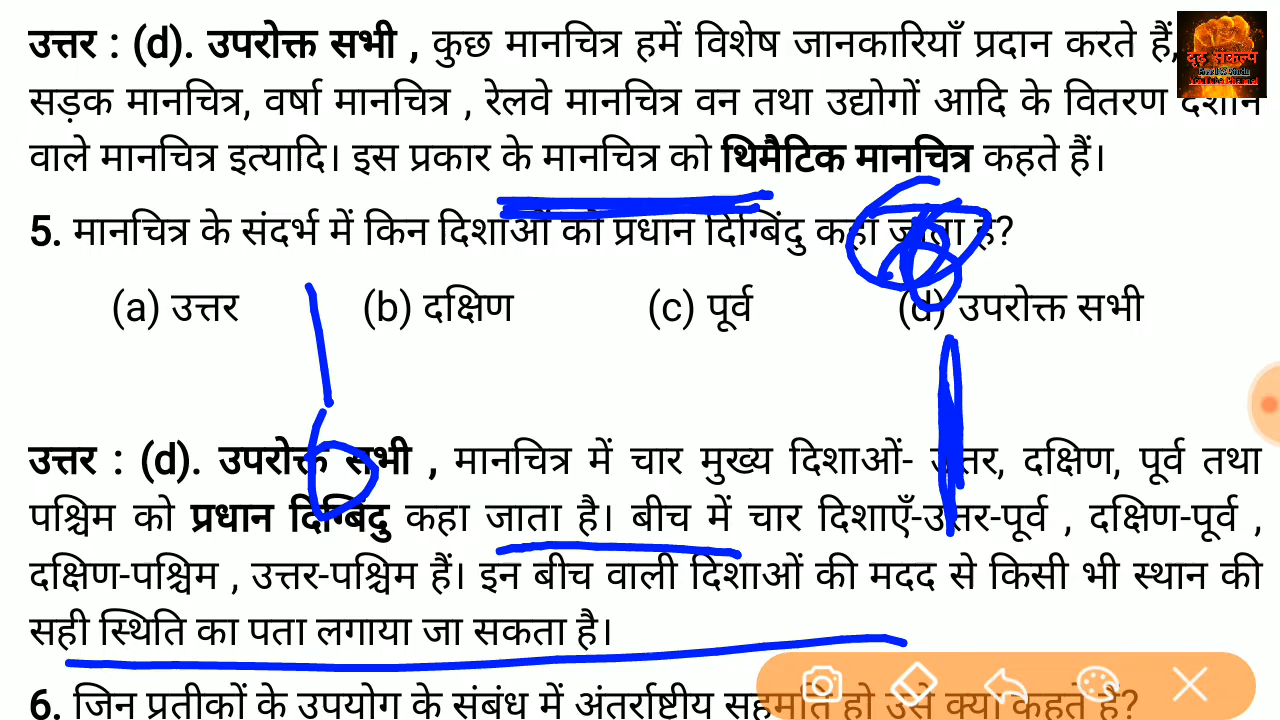 उत्तर : (d). उपरोक्त सभी , कुछ मानचित्र हमें विशेष जानकारियाँ प्रदान करते हैं,
दृढ़ संकल्प
सड़क मानचित्र, वर्षा मानचित्र , रेलवे मानचित्र वन तथा उद्योगों आदि के वितरण दर्शाने
वाले मानचित्र इत्यादि। इस प्रकार के मानचित्र को थिमैटिक मानचित्र कहते हैं।
5. मानचित्र के संदर्भ में किन दिशाओं को प्रधान दिग्बिंदु कहा जाता है?
(a) उत्तर (b) दक्षिण (c) पूर्व (d) उपरोक्त सभी
उत्तर : (d). उपरोक्त सभी , मानचित्र में चार मुख्य दिशाओं- उत्तर, दक्षिण, पूर्व तथा
पश्चिम को प्रधान दिग्बिंदु कहा जाता है। बीच में चार दिशाएँ-उत्तर-पूर्व , दक्षिण-पूर्व ,
दक्षिण-पश्चिम , उत्तर-पश्चिम हैं। इन बीच वाली दिशाओं की मदद से किसी भी स्थान की
सही स्थिति का पता लगाया जा सकता है।
6. जिन प्रतीकों के उपयोग के संबंध में अंतर्राष्ट्रीय सहमति हो उसे क्या कहते हैं?